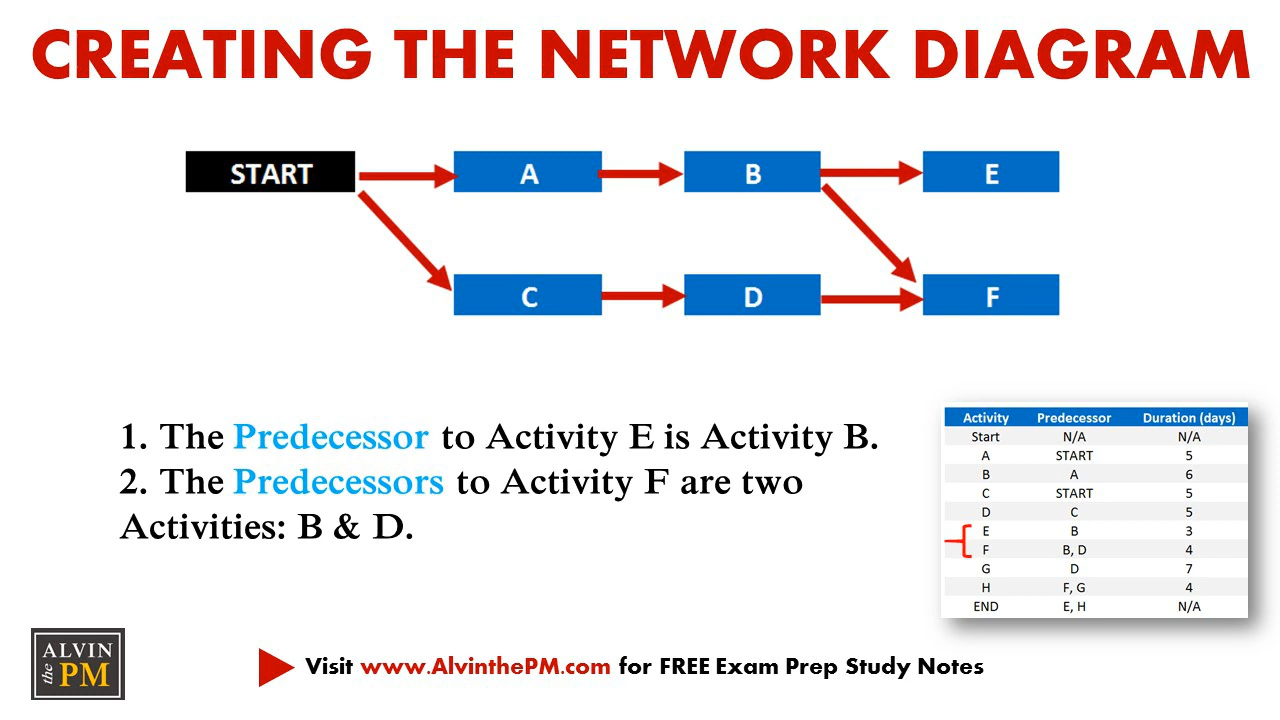 CREATING THE NETWORK DIAGRAM
START A B E
C D F
1. The Predecessor to Activity E is Activity B.
2. The Predecessors to Activity F are two
Activities: B & D.
Activity Predecessor Duration (days)
Start N/A N/A
A START 5
B A 6
C START 5
D C 5
E B 3
F B, D 4
G D 7
H F, G 4
END E, H N/A
ALVIN
the PM
Visit www.AlvinthePM.com for FREE Exam Prep Study Notes